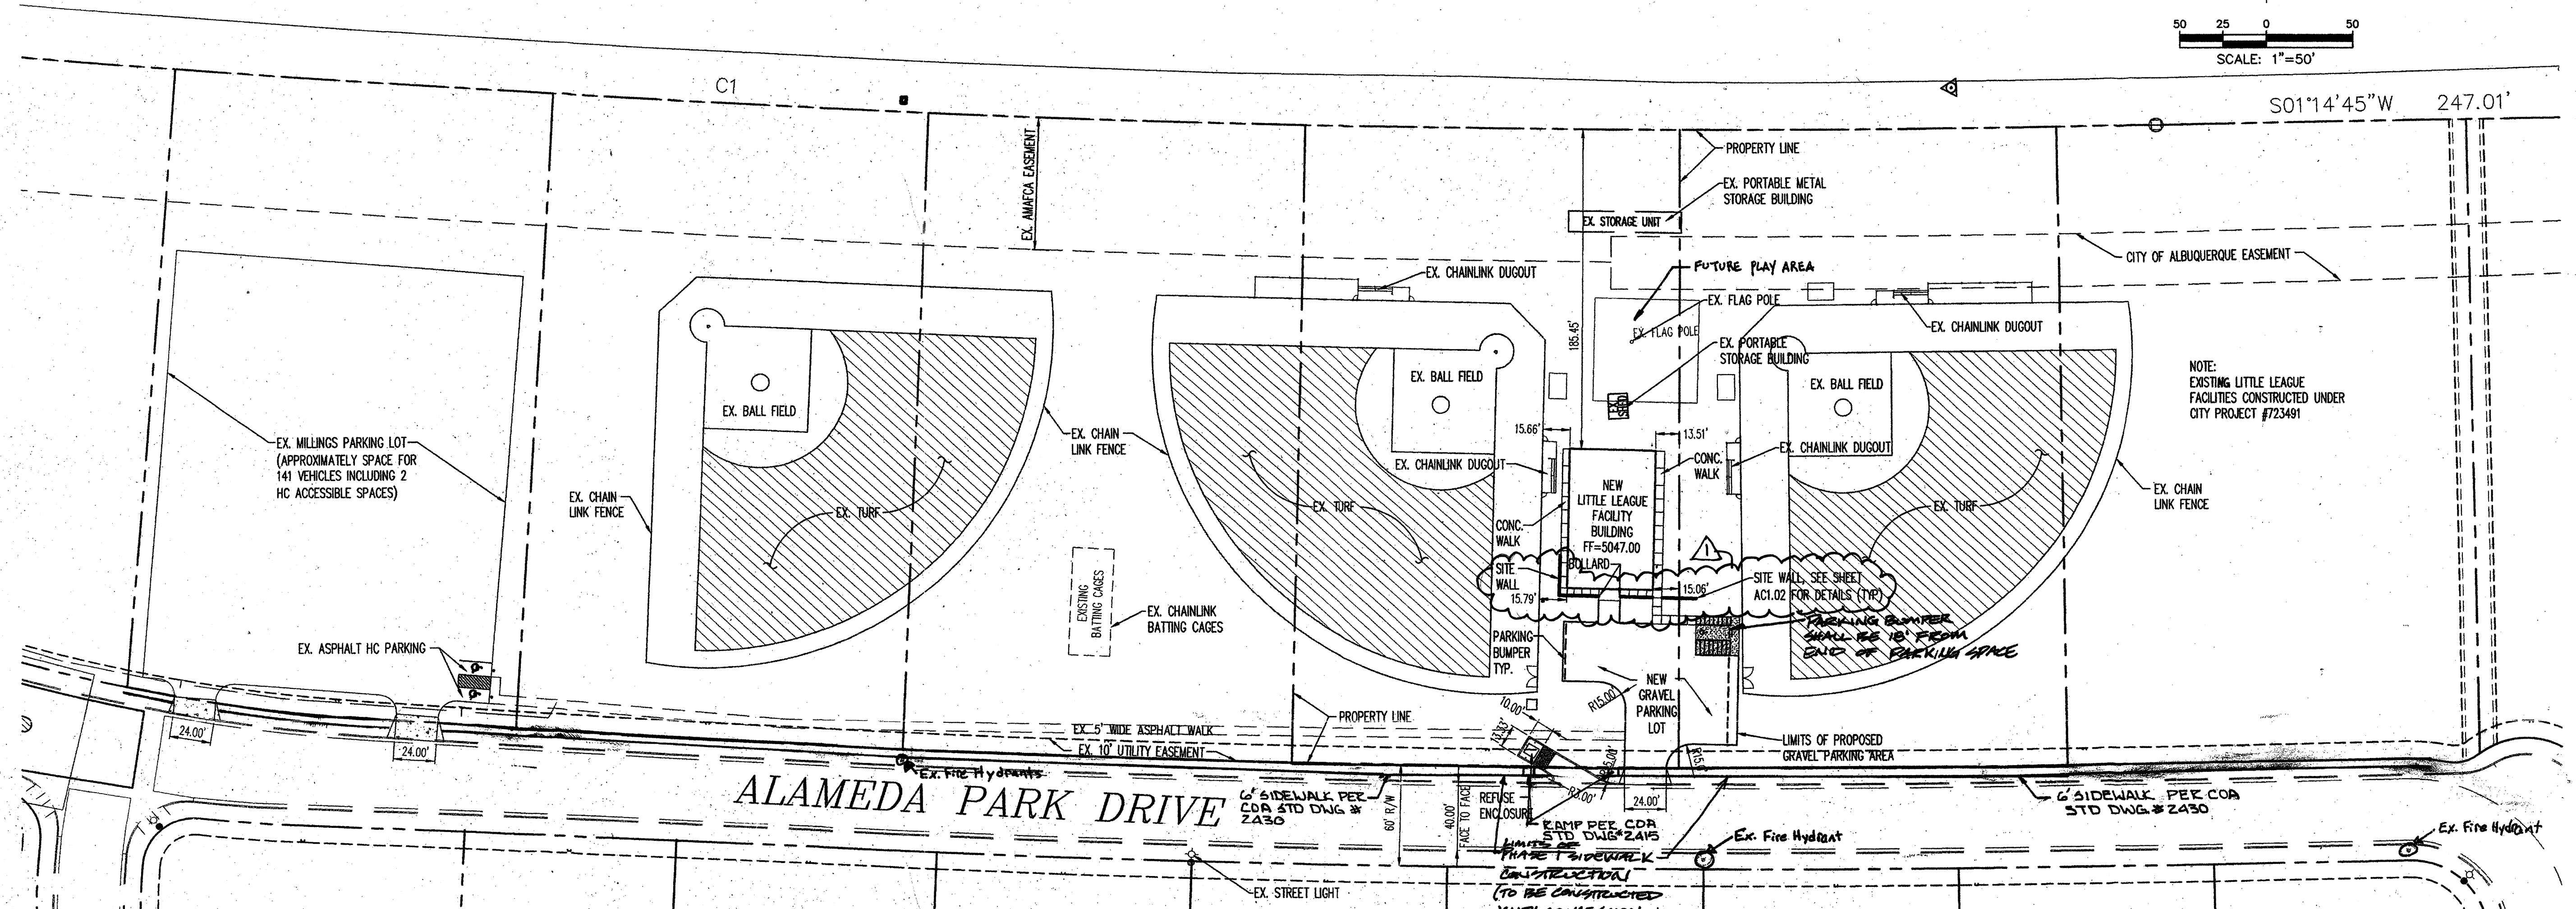 50 25 0 50
SCALE: 1"=50'
C1
S01°14'45"W 247.01'
EX. AMAFCA EASEMENT
PROPERTY LINE
EX. PORTABLE METAL
STORAGE BUILDING
EX. STORAGE UNIT
CITY OF ALBUQUERQUE EASEMENT
FUTURE PLAY AREA
EX. CHAINLINK DUGOUT
EX. FLAG POLE
EX. FLAG POLE
EX. CHAINLINK DUGOUT
185.45'
EX. PORTABLE
STORAGE BUILDING
EX.
SHED
NOTE:
EXISTING LITTLE LEAGUE
FACILITIES CONSTRUCTED UNDER
CITY PROJECT #723491
EX. BALL FIELD
EX. BALL FIELD
EX. BALL FIELD
EX. MILLINGS PARKING LOT
(APPROXIMATELY SPACE FOR
141 VEHICLES INCLUDING 2
HC ACCESSIBLE SPACES)
EX. CHAIN
LINK FENCE
15.66'
13.51'
EX. CHAINLINK DUGOUT
EX. CHAINLINK DUGOUT
CONC.
WALK
EX. CHAIN
LINK FENCE
EX. TURF
EX. TURF
EX. TURF
EX. CHAIN
LINK FENCE
NEW
LITTLE LEAGUE
FACILITY
BUILDING
FF=5047.00
CONC.
WALK
1
BOLLARD
SITE
WALL
15.79'
15.06'
SITE WALL, SEE SHEET
AC1.02 FOR DETAILS (TYP)
EXISTING
BATTING CAGES
EX. CHAINLINK
BATTING CAGES
PARKING BUMPER
SHALL BE 18' FROM
END OF PARKING SPACE
PARKING
BUMPER
TYP.
EX. ASPHALT HC PARKING
NEW
GRAVEL
PARKING
LOT
R15.00'
10.00'
13.33'
PROPERTY LINE
EX. 5' WIDE ASPHALT WALK
EX. 10' UTILITY EASEMENT
LIMITS OF PROPOSED
GRAVEL PARKING AREA
24.00'
24.00'
Ex. Fire Hydrants
ALAMEDA PARK DRIVE
6' SIDEWALK PER
COA STD DWG #
2430
60' R/W
40.00'
FACE TO FACE
REFUSE
ENCLOSURE
24.00'
6' SIDEWALK PER COA
STD DWG. #2430
RAMP PER COA
STD DWG #2415
LIMITS OF
PHASE 1 SIDEWALK
CONSTRUCTION
(TO BE CONSTRUCTED
Ex. Fire Hydrant
Ex. Fire Hydrant
EX. STREET LIGHT